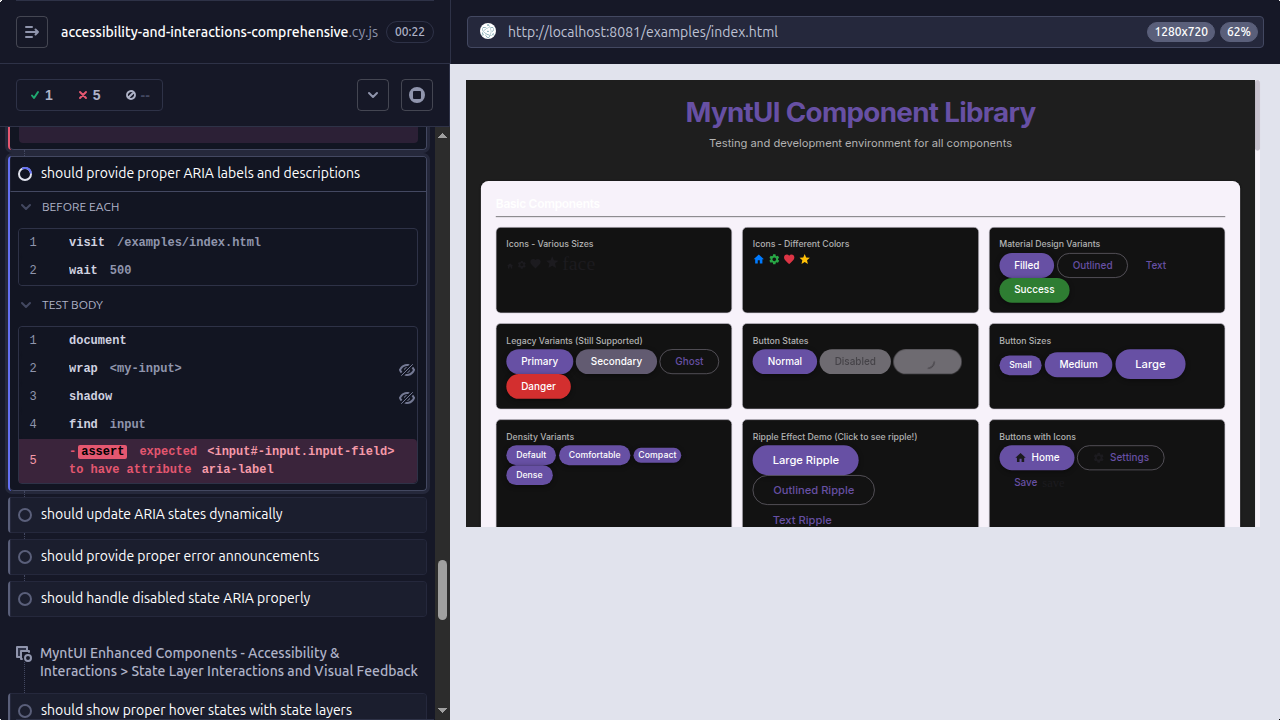 accessibility-and-interactions-comprehensive.cy.js 00:22
http://localhost:8081/examples/index.html 1280x720 62%
1 5 --
should provide proper ARIA labels and descriptions
BEFORE EACH
1 visit /examples/index.html
2 wait 500
TEST BODY
1 document
2 wrap <my-input>
3 shadow
4 find input
5 -assert expected <input#-input.input-field>
to have attribute aria-label
should update ARIA states dynamically
should provide proper error announcements
should handle disabled state ARIA properly
MyntUI Enhanced Components - Accessibility &
Interactions > State Layer Interactions and Visual Feedback
should show proper hover states with state layers
MyntUI Component Library
Testing and development environment for all components
Basic Components
Icons - Various Sizes
face
Icons - Different Colors
Material Design Variants
Filled Outlined Text
Success
Legacy Variants (Still Supported)
Primary Secondary Ghost
Danger
Button States
Normal Disabled
Button Sizes
Small Medium Large
Density Variants
Default Comfortable Compact
Dense
Ripple Effect Demo (Click to see ripple!)
Large Ripple
Outlined Ripple
Text Ripple
Buttons with Icons
Home Settings
Save